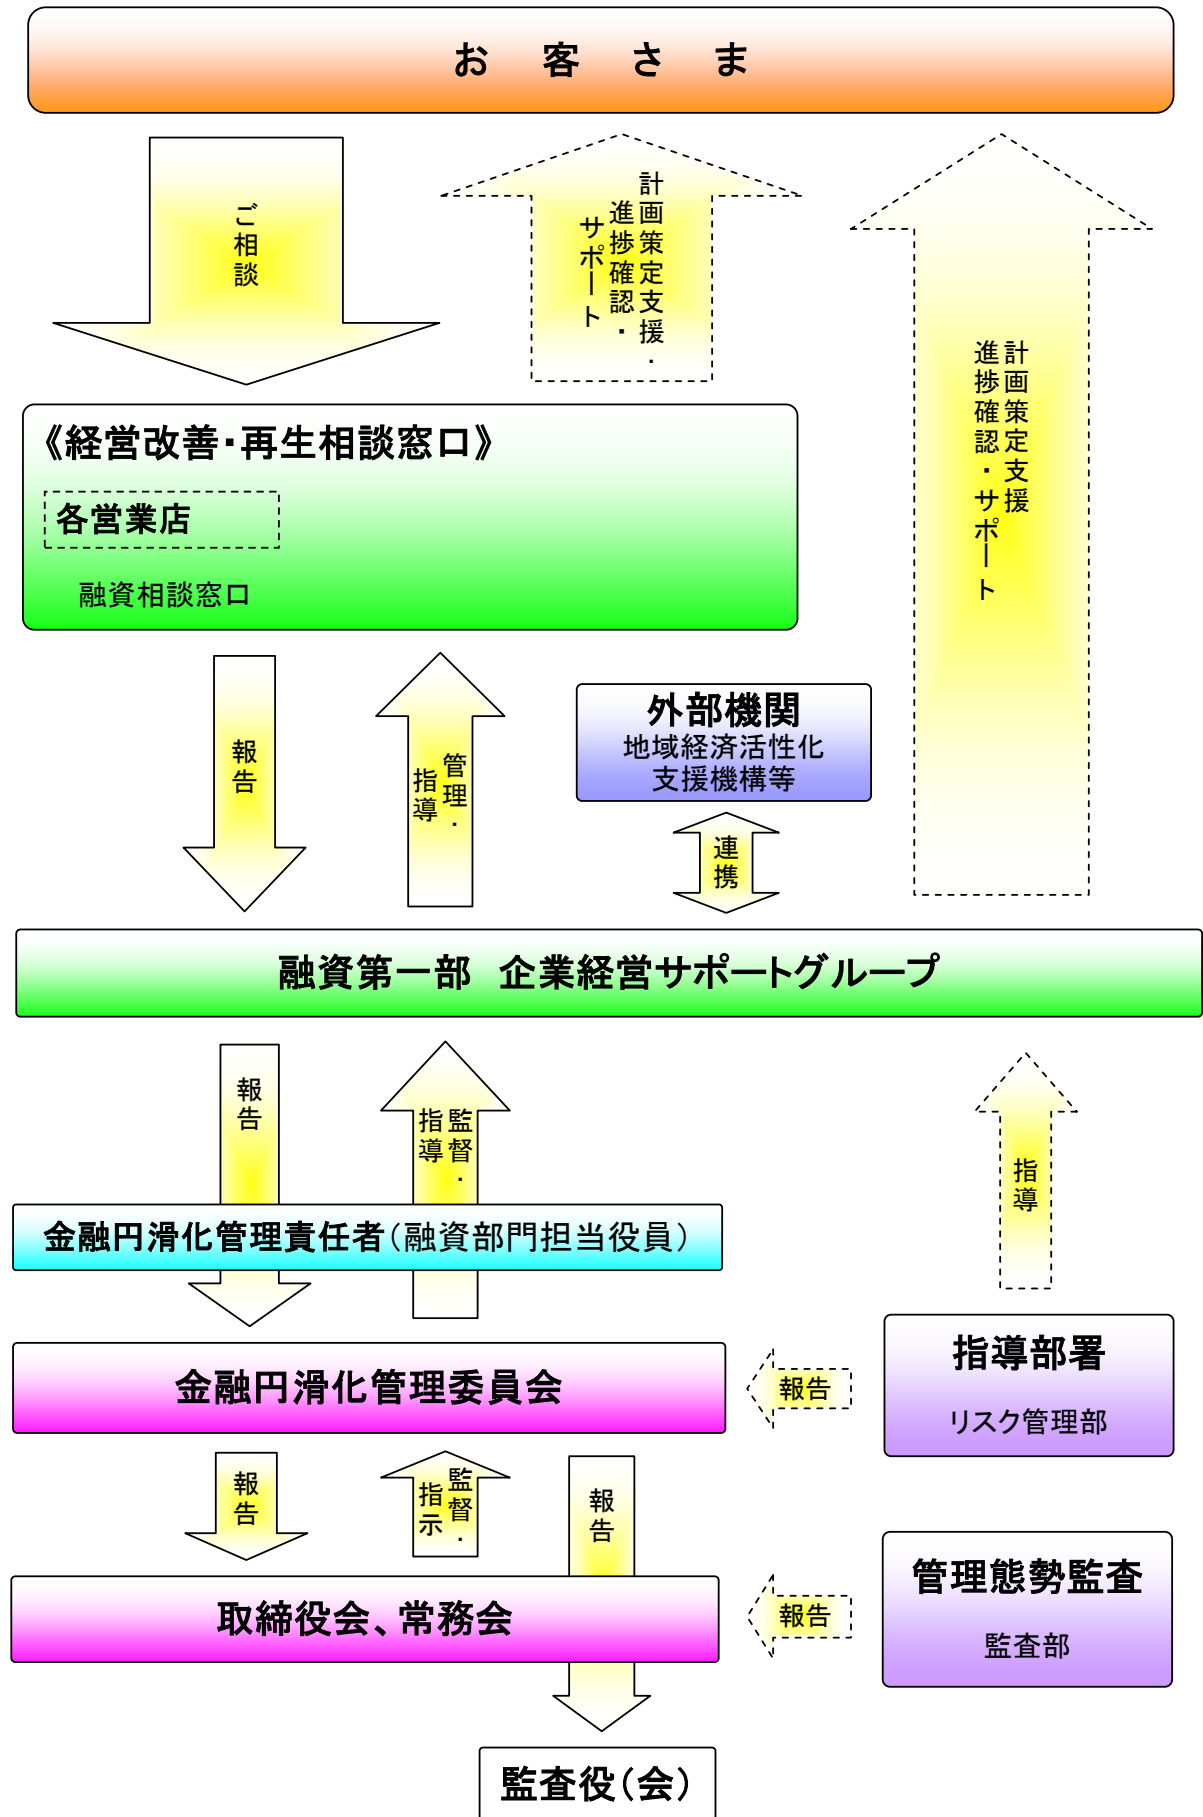 お客さま
ご相談
計画策定支援・
進捗確認・
サポート
計画策定支援
進捗確認・サポート
《経営改善・再生相談窓口》
各営業店
融資相談窓口
報告
管理・
指導
外部機関
地域経済活性化
支援機構等
連携
融資第一部 企業経営サポートグループ
報告
監督・
指導
指導
金融円滑化管理責任者(融資部門担当役員)
金融円滑化管理委員会
報告
指導部署
リスク管理部
報告
監督・
指示
報告
取締役会、常務会
報告
管理態勢監査
監査部
監査役(会)